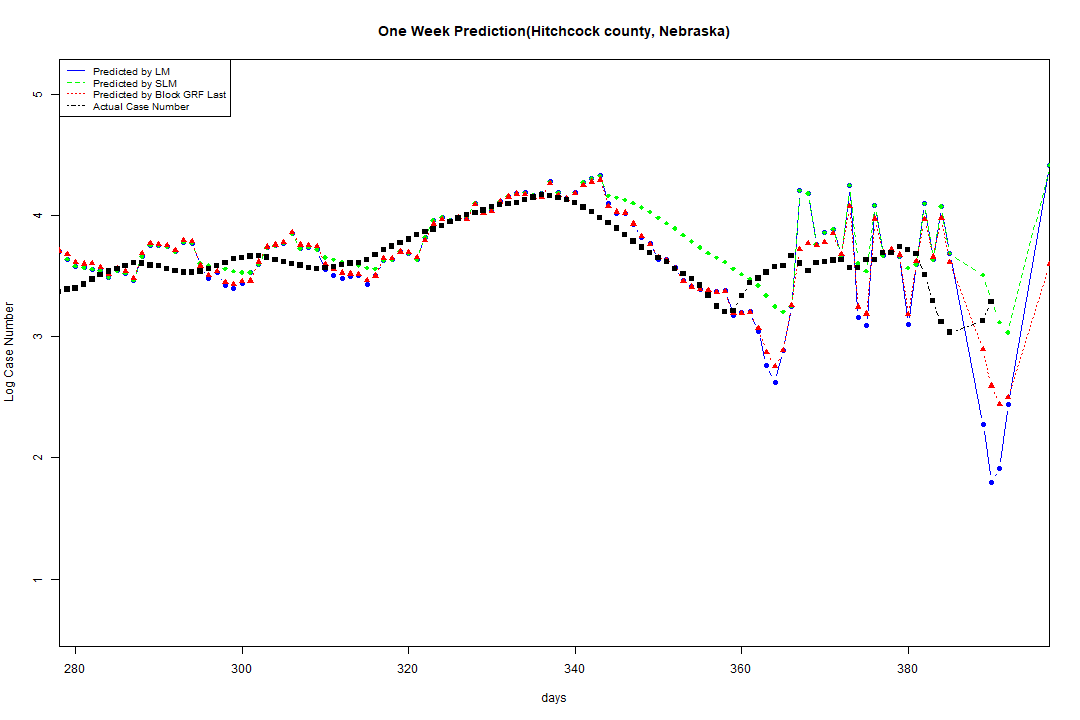 One Week Prediction(Hitchcock county, Nebraska)
Predicted by LM
Predicted by SLM
Predicted by Block GRF Last
Actual Case Number
5
4
3
2
1
Log Case Number
280 300 320 340 360 380
days